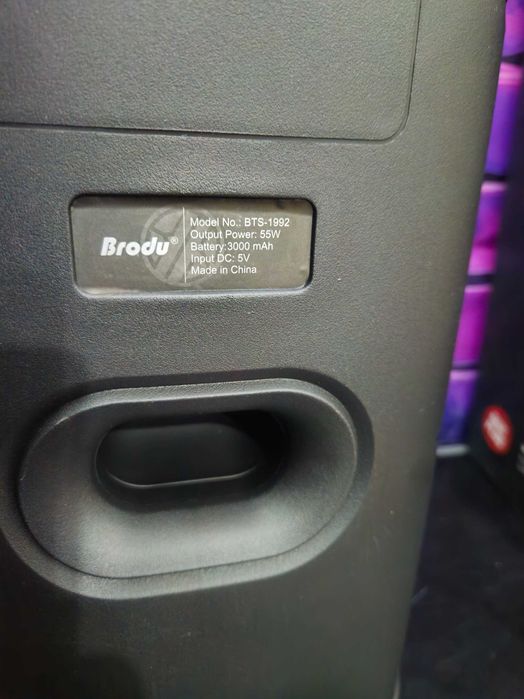 Brodu®
Model No.: BTS-1992
Output Power: 55W
Battery:3000 mAh
Input DC: 5V
Made in China